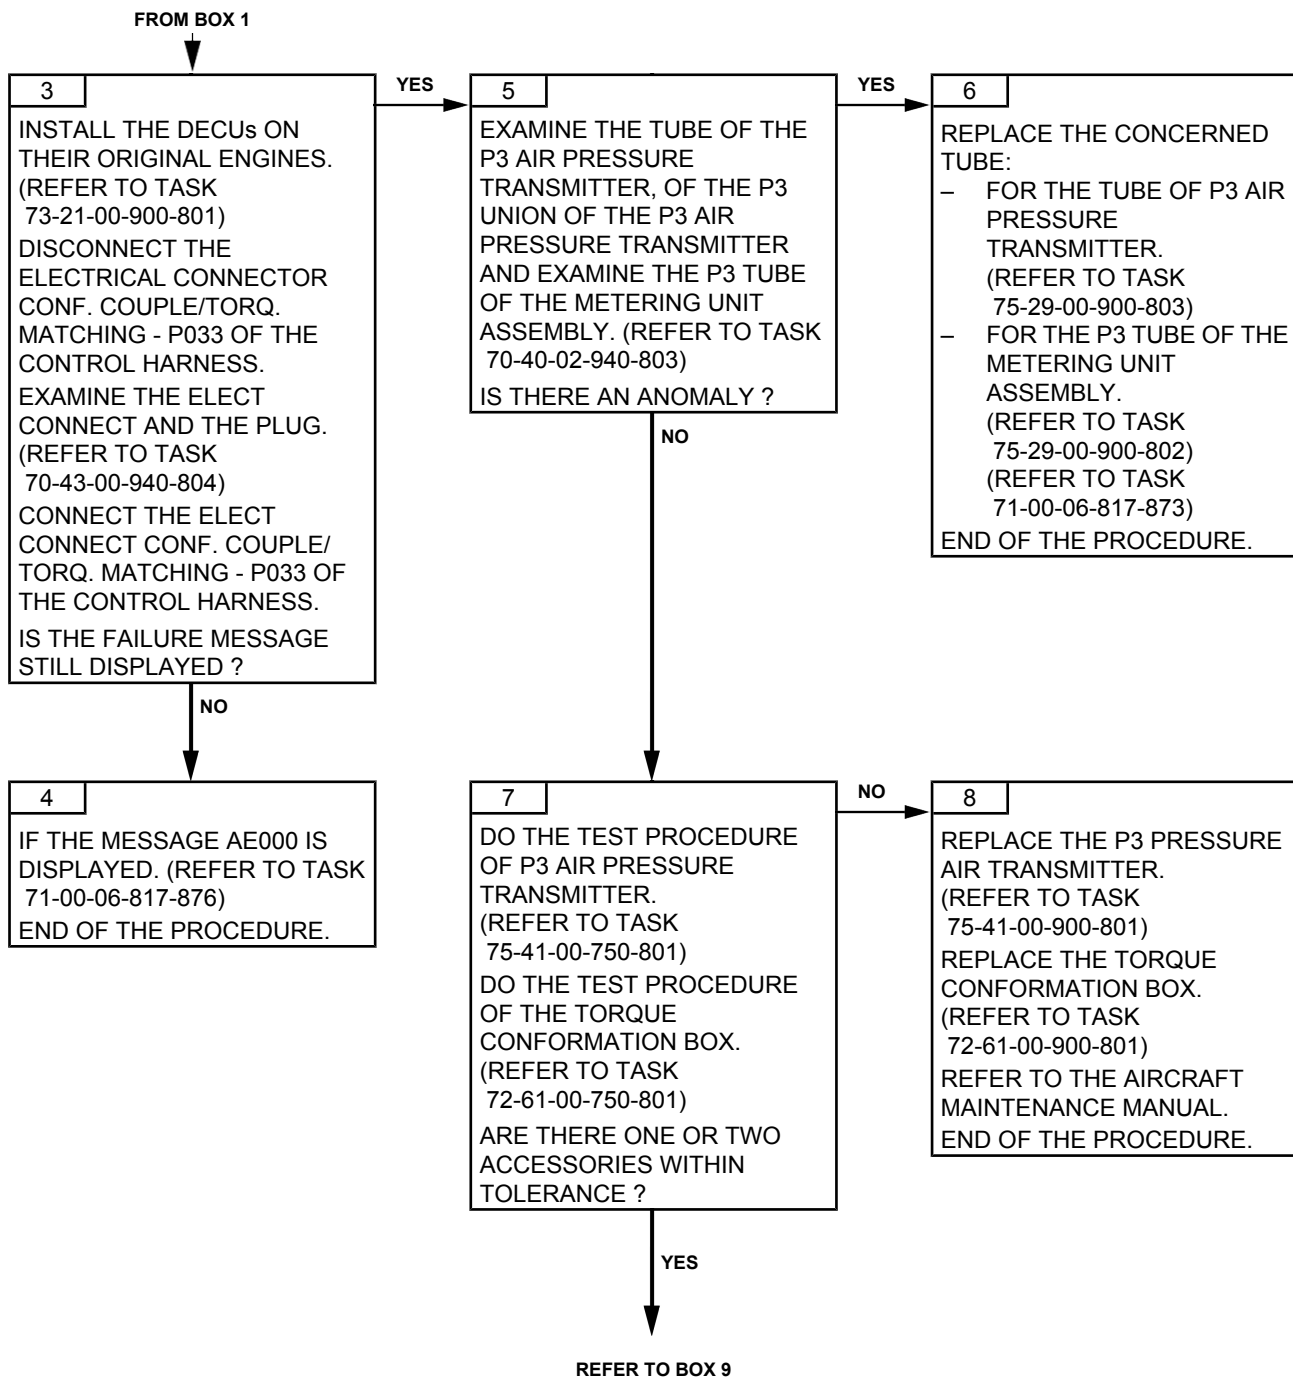 FROM BOX 1
3
INSTALL THE DECUs ON
THEIR ORIGINAL ENGINES.
(REFER TO TASK
73-21-00-900-801)
DISCONNECT THE
ELECTRICAL CONNECTOR
CONF. COUPLE/TORQ.
MATCHING - P033 OF THE
CONTROL HARNESS.
EXAMINE THE ELECT
CONNECT AND THE PLUG.
(REFER TO TASK
70-43-00-940-804)
CONNECT THE ELECT
CONNECT CONF. COUPLE/
TORQ. MATCHING - P033 OF
THE CONTROL HARNESS.
IS THE FAILURE MESSAGE
STILL DISPLAYED ?
YES
NO
4
IF THE MESSAGE AE000 IS
DISPLAYED. (REFER TO TASK
71-00-06-817-876)
END OF THE PROCEDURE.
5
EXAMINE THE TUBE OF THE
P3 AIR PRESSURE
TRANSMITTER, OF THE P3
UNION OF THE P3 AIR
PRESSURE TRANSMITTER
AND EXAMINE THE P3 TUBE
OF THE METERING UNIT
ASSEMBLY. (REFER TO TASK
70-40-02-940-803)
IS THERE AN ANOMALY ?
YES
NO
6
REPLACE THE CONCERNED
TUBE:
– FOR THE TUBE OF P3 AIR
PRESSURE
TRANSMITTER.
(REFER TO TASK
75-29-00-900-803)
– FOR THE P3 TUBE OF THE
METERING UNIT
ASSEMBLY.
(REFER TO TASK
75-29-00-900-802)
(REFER TO TASK
71-00-06-817-873)
END OF THE PROCEDURE.
7
DO THE TEST PROCEDURE
OF P3 AIR PRESSURE
TRANSMITTER.
(REFER TO TASK
75-41-00-750-801)
DO THE TEST PROCEDURE
OF THE TORQUE
CONFORMATION BOX.
(REFER TO TASK
72-61-00-750-801)
ARE THERE ONE OR TWO
ACCESSORIES WITHIN
TOLERANCE ?
NO
YES
8
REPLACE THE P3 PRESSURE
AIR TRANSMITTER.
(REFER TO TASK
75-41-00-900-801)
REPLACE THE TORQUE
CONFORMATION BOX.
(REFER TO TASK
72-61-00-900-801)
REFER TO THE AIRCRAFT
MAINTENANCE MANUAL.
END OF THE PROCEDURE.
REFER TO BOX 9